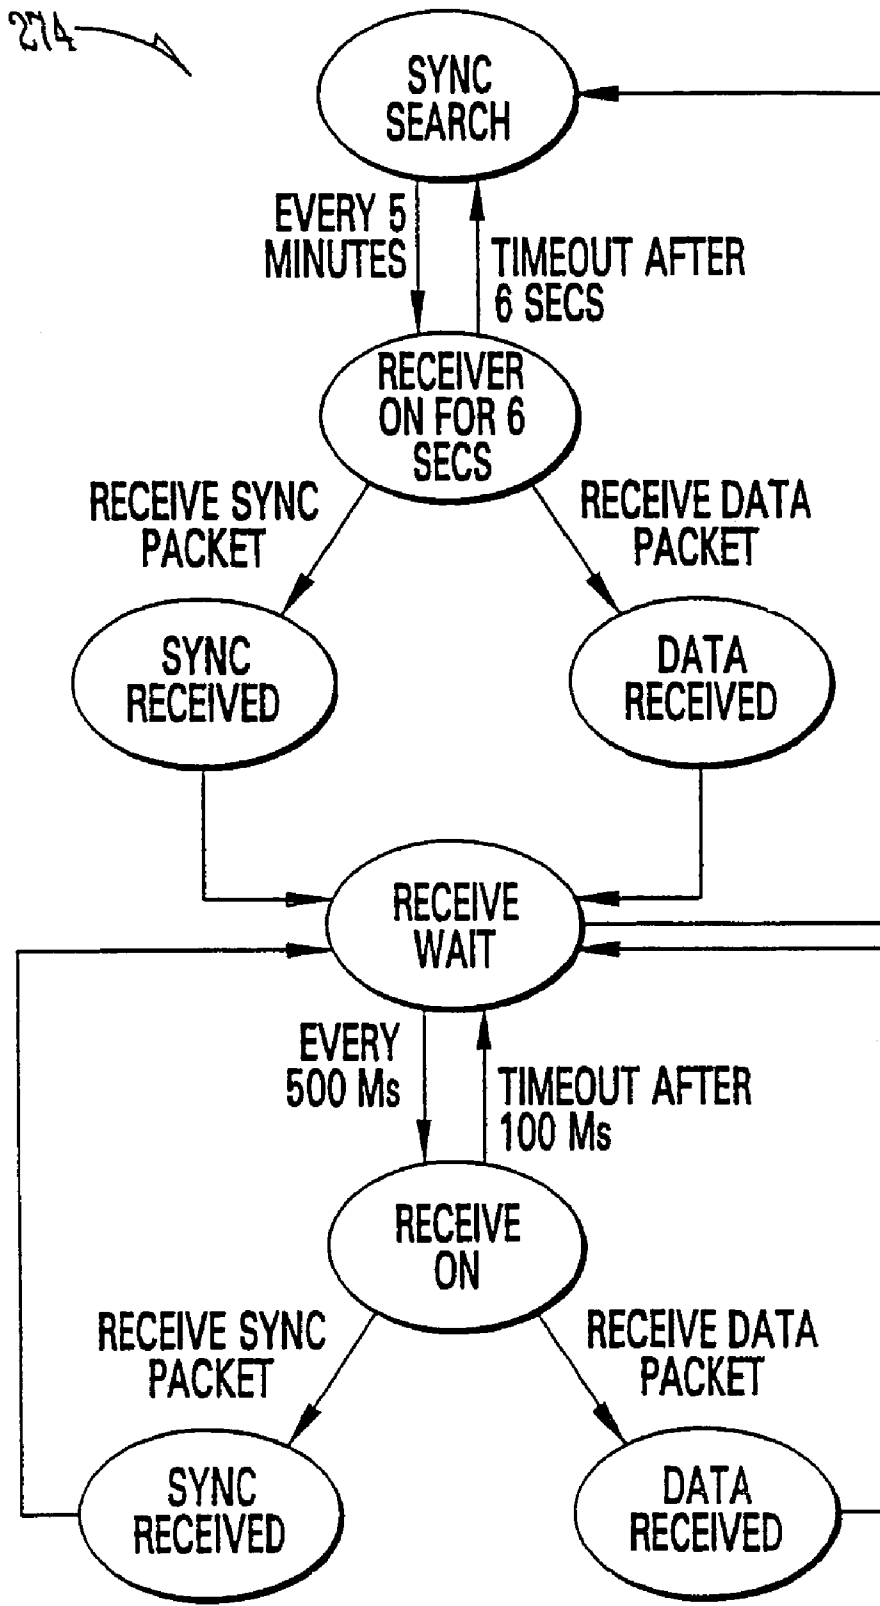 274
SYNC
SEARCH
EVERY 5
MINUTES
TIMEOUT AFTER
6 SECS
RECEIVER
ON FOR 6
SECS
RECEIVE SYNC
PACKET
RECEIVE DATA
PACKET
SYNC
RECEIVED
DATA
RECEIVED
RECEIVE
WAIT
EVERY
500 Ms
TIMEOUT AFTER
100 Ms
RECEIVE
ON
RECEIVE SYNC
PACKET
RECEIVE DATA
PACKET
SYNC
RECEIVED
DATA
RECEIVED